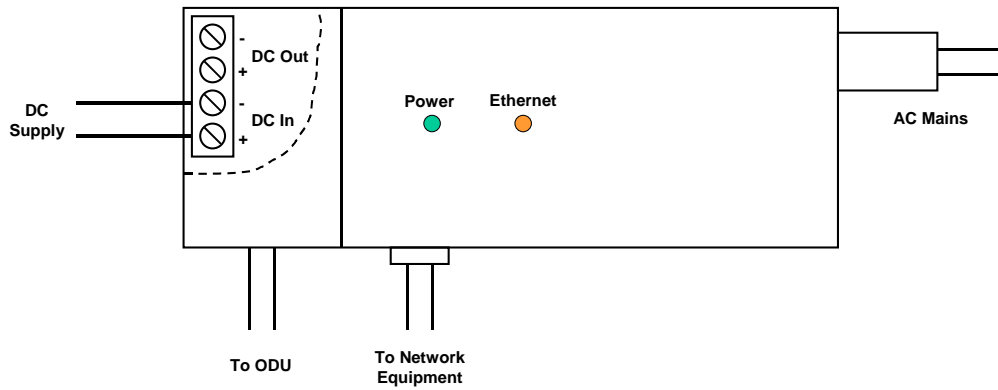 -
DC Out
+
-
DC In
+
DC
Supply
Power
Ethernet
AC Mains
To ODU
To Network
Equipment